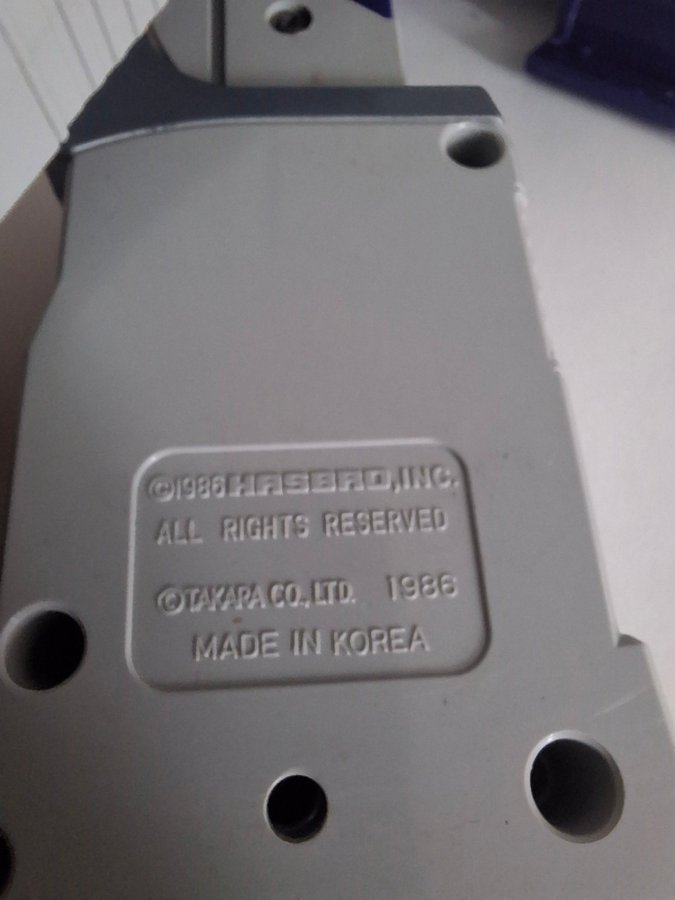 ©1986 HASBRO, INC.
ALL RIGHTS RESERVED
©TAKARA CO., LTD. 1986
MADE IN KOREA